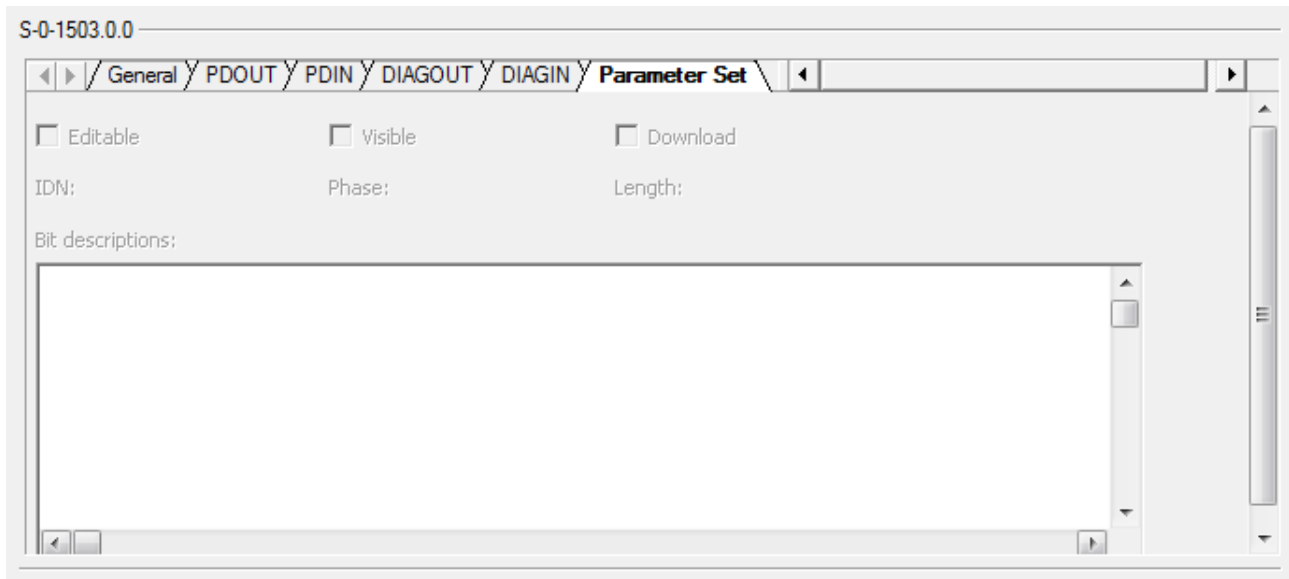 S-0-1503.0.0
General PDOUT PDIN DIAGOUT DIAGIN Parameter Set
Editable Visible Download
IDN: Phase: Length:
Bit descriptions: